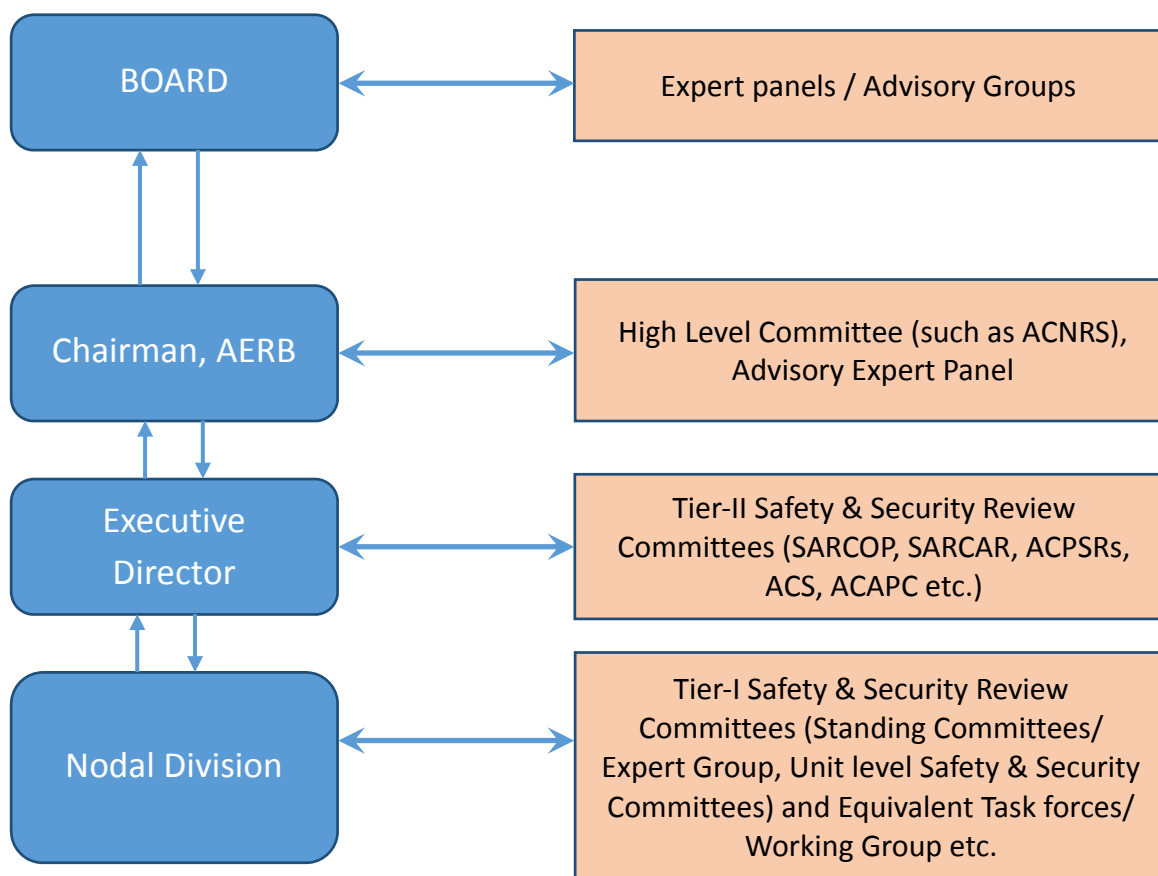 BOARD
Expert panels / Advisory Groups
Chairman, AERB
High Level Committee (such as ACNRS),
Advisory Expert Panel
Executive
Director
Tier-II Safety & Security Review
Committees (SARCOP, SARCAR, ACPSRs,
ACS, ACAPC etc.)
Nodal Division
Tier-I Safety & Security Review
Committees (Standing Committees/
Expert Group, Unit level Safety & Security
Committees) and Equivalent Task forces/
Working Group etc.